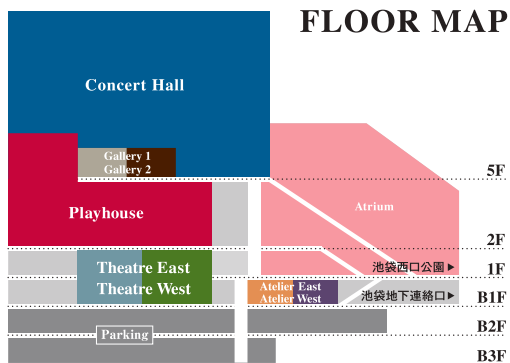 FLOOR MAP
Concert Hall
Gallery 1
Gallery 2
5F
Atrium
Playhouse
2F
池袋西口公園▶
1F
Theatre East
Theatre West
Atelier East
Atelier West
池袋地下連絡口▶
B1F
B2F
Parking
B3F